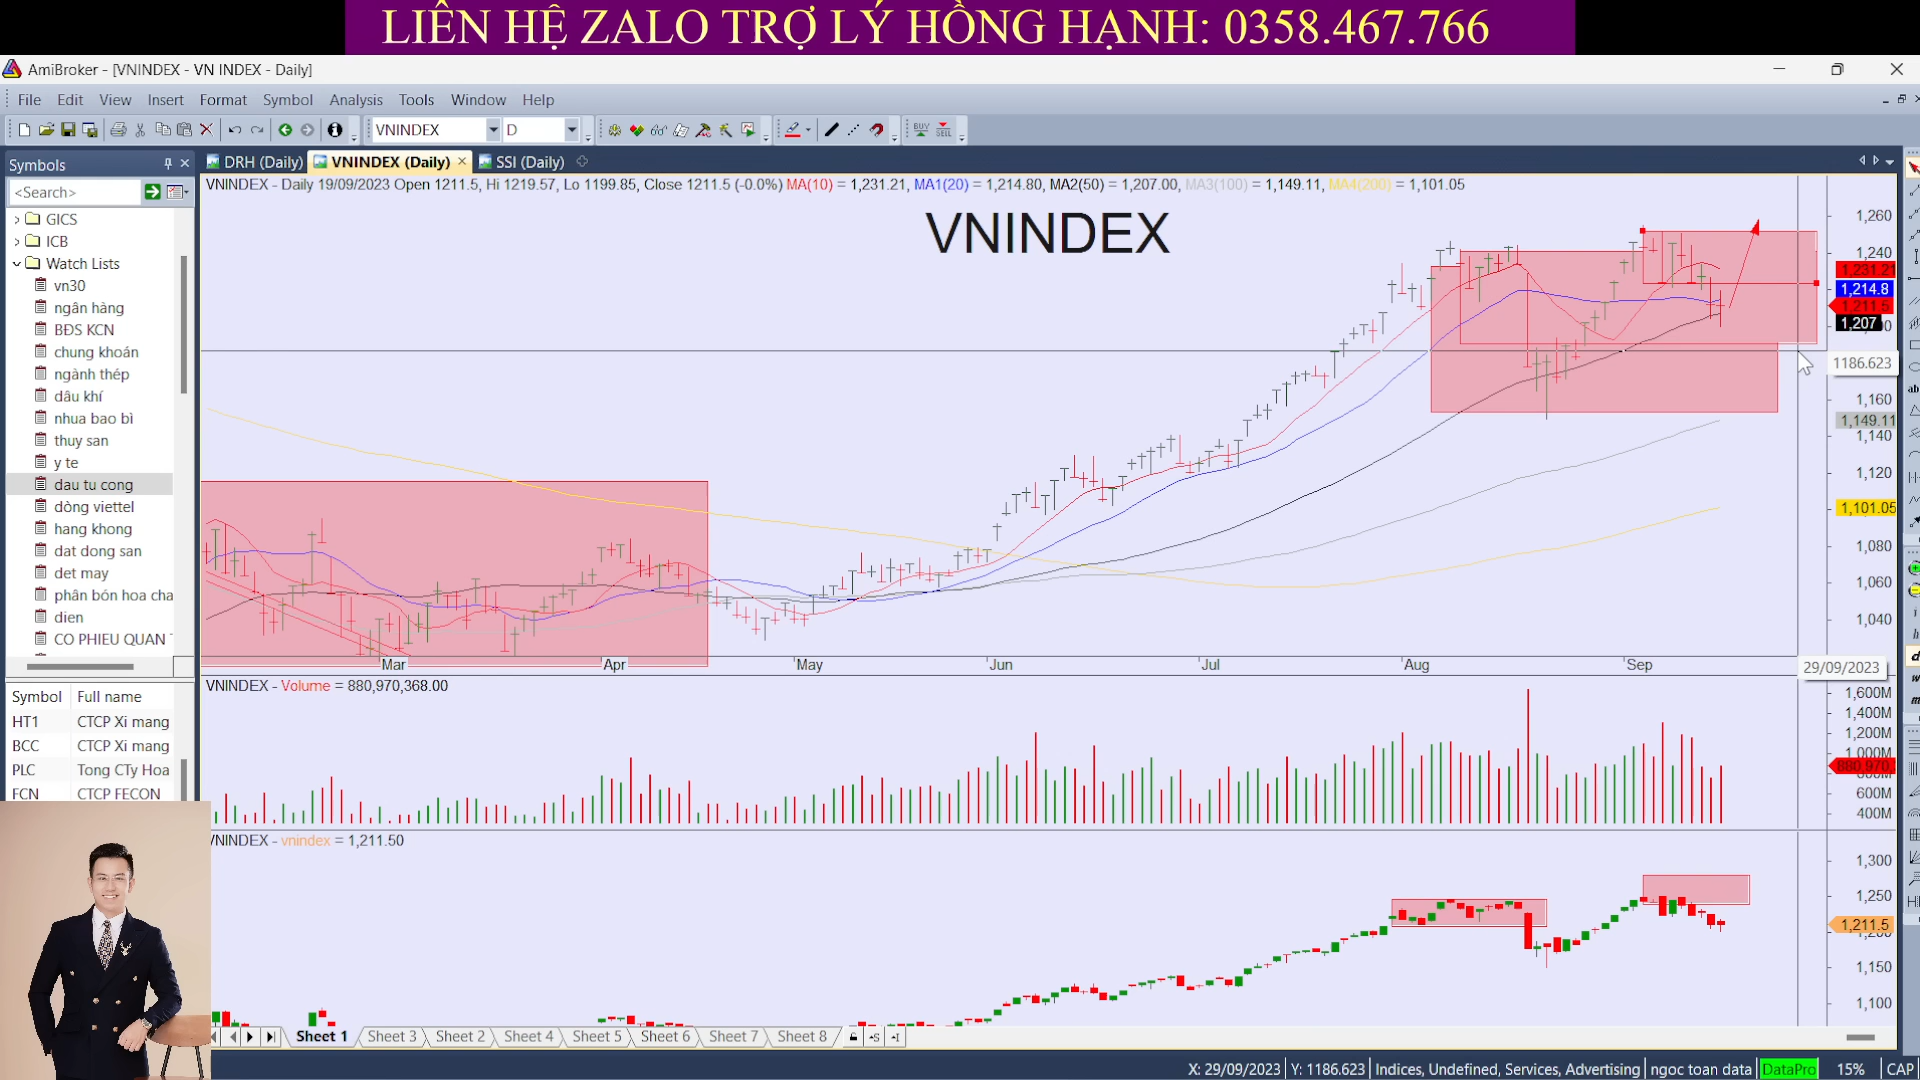 LIÊN HỆ ZALO TRỢ LÝ HỒNG HẠNH: 0358.467.766
AmiBroker - [VNINDEX - VN INDEX - Daily]
File Edit View Insert Format Symbol Analysis Tools Window Help
VNINDEX D BUY SELL
Symbols
DRH (Daily) VNINDEX (Daily) SSI (Daily)
<Search>
VNINDEX - Daily 19/09/2023 Open 1211.5, Hi 1219.57, Lo 1199.85, Close 1211.5 (-0.0%) MA(10) = 1,231.21, MA1(20) = 1,214.80, MA2(50) = 1,207.00, MA3(100) = 1,149.11, MA4(200) = 1,101.05
VNINDEX
GICS
ICB
Watch Lists
vn30
ngân hàng
BĐS KCN
chung khoán
ngành thép
dâu khí
nhua bao bì
thuy san
y te
dau tu cong
dòng viettel
hang khong
dat dong san
det may
phân bón hoa cha
dien
CO PHIEU QUAN
1,260
1,240
1,231.21
1,214.8
1,211.5
1,207
1186.623
1,160
1,149.11
1,140
1,120
1,101.05
1,080
1,060
1,040
Mar Apr May Jun Jul Aug Sep 29/09/2023
Symbol Full name
HT1 CTCP Xi mang
BCC CTCP Xi mang
PLC Tong CTy Hoa
FCN CTCP FECON
VNINDEX - Volume = 880,970,368.00
1,600M
1,400M
1,200M
1,000M
880,970
600M
400M
VNINDEX - vnindex = 1,211.50
1,300
1,250
1,211.5
1,150
1,100
Sheet 1 Sheet 3 Sheet 2 Sheet 4 Sheet 5 Sheet 6 Sheet 7 Sheet 8
X: 29/09/2023 Y: 1186.623 Indices, Undefined, Services, Advertising ngoc toan data DataPro 15% CAP